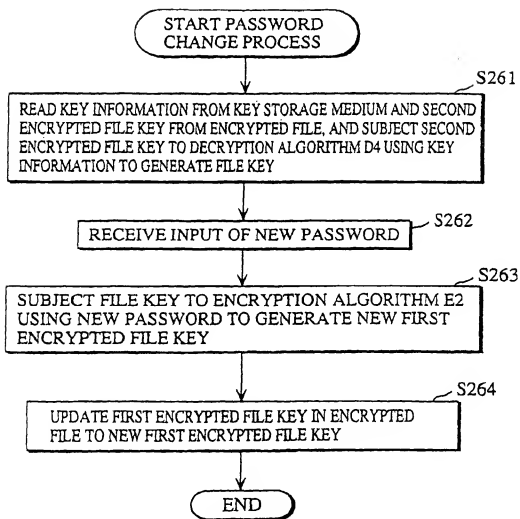 START PASSWORD
CHANGE PROCESS
S261
READ KEY INFORMATION FROM KEY STORAGE MEDIUM AND SECOND
ENCRYPTED FILE KEY FROM ENCRYPTED FILE, AND SUBJECT SECOND
ENCRYPTED FILE KEY TO DECRYPTION ALGORITHM D4 USING KEY
INFORMATION TO GENERATE FILE KEY
S262
RECEIVE INPUT OF NEW PASSWORD
S263
SUBJECT FILE KEY TO ENCRYPTION ALGORITHM E2
USING NEW PASSWORD TO GENERATE NEW FIRST
ENCRYPTED FILE KEY
S264
UPDATE FIRST ENCRYPTED FILE KEY IN ENCRYPTED
FILE TO NEW FIRST ENCRYPTED FILE KEY
END